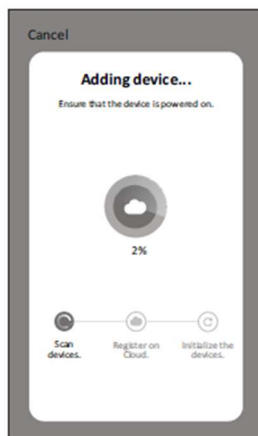 Cancel
Adding device...
Ensure that the device is powered on.
2%
Scan
devices.
Register on
Cloud.
Initialize the
devices.